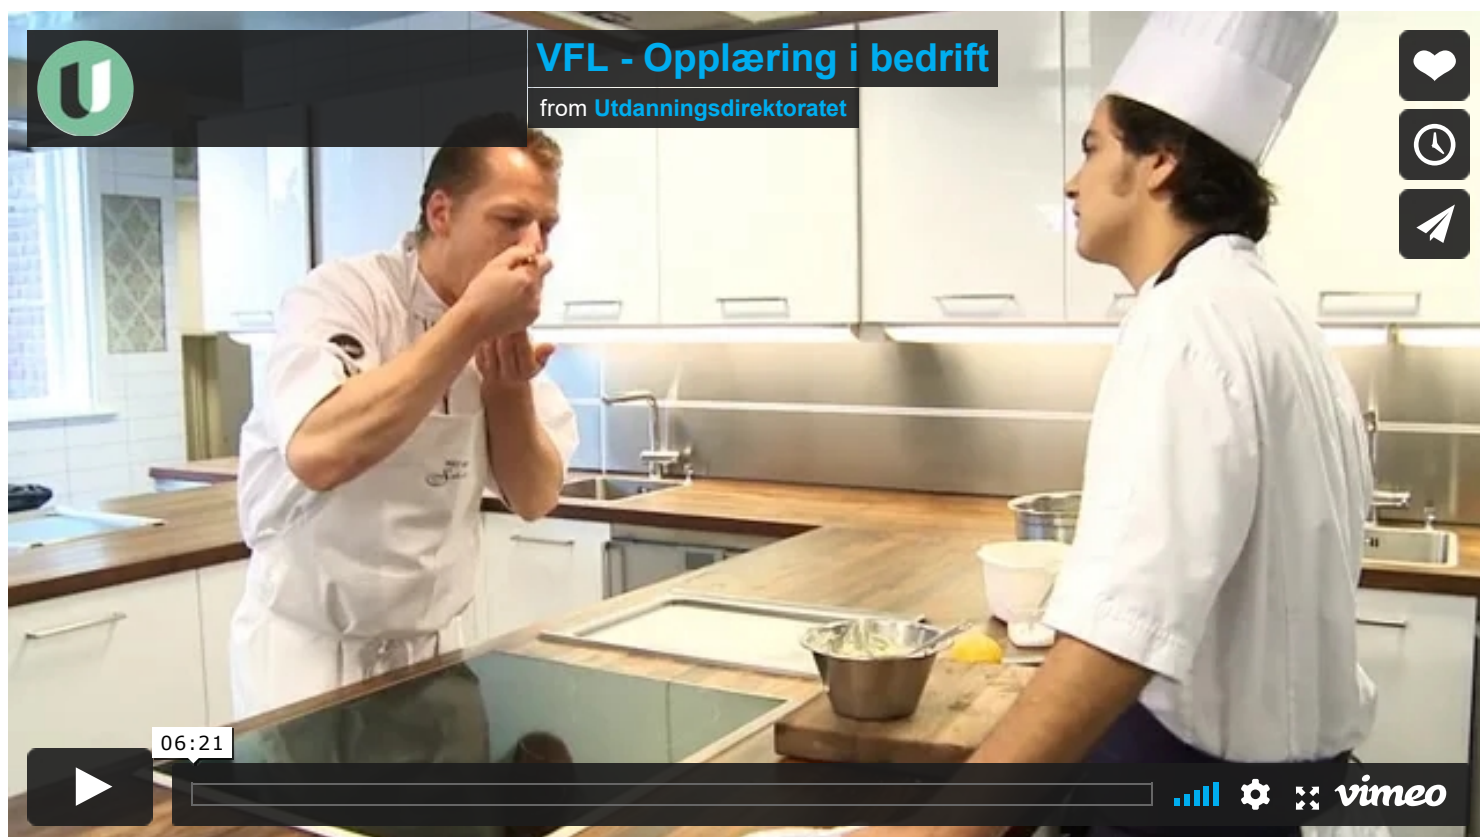 VFL - Opplæring i bedrift
from Utdanningsdirektoratet
06:21
vimeo